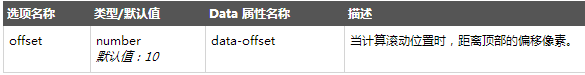 选项名称 类型/默认值 Data 属性名称 描述
offset number data-offset 当计算滚动位置时，距离顶部的偏移像素。
默认值：10